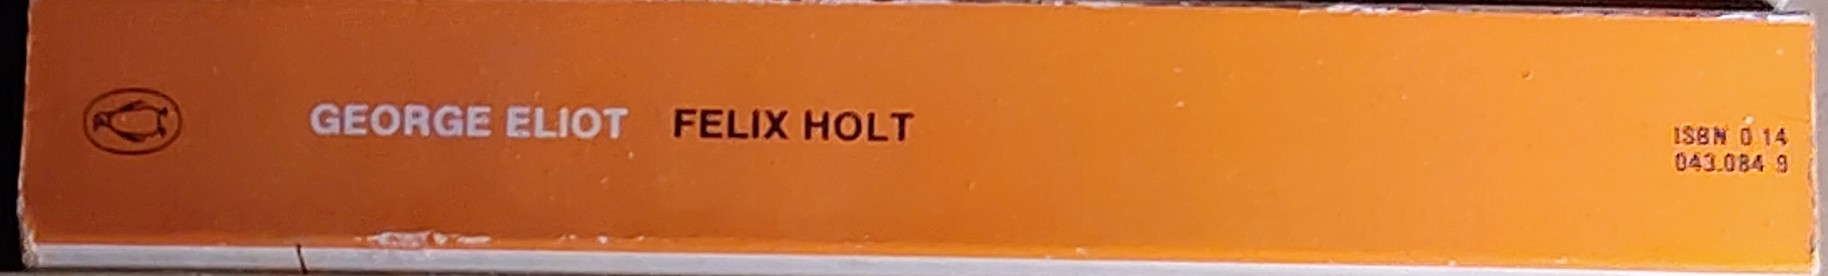 GEORGE ELIOT FELIX HOLT
ISBN 0 14
043.084 9